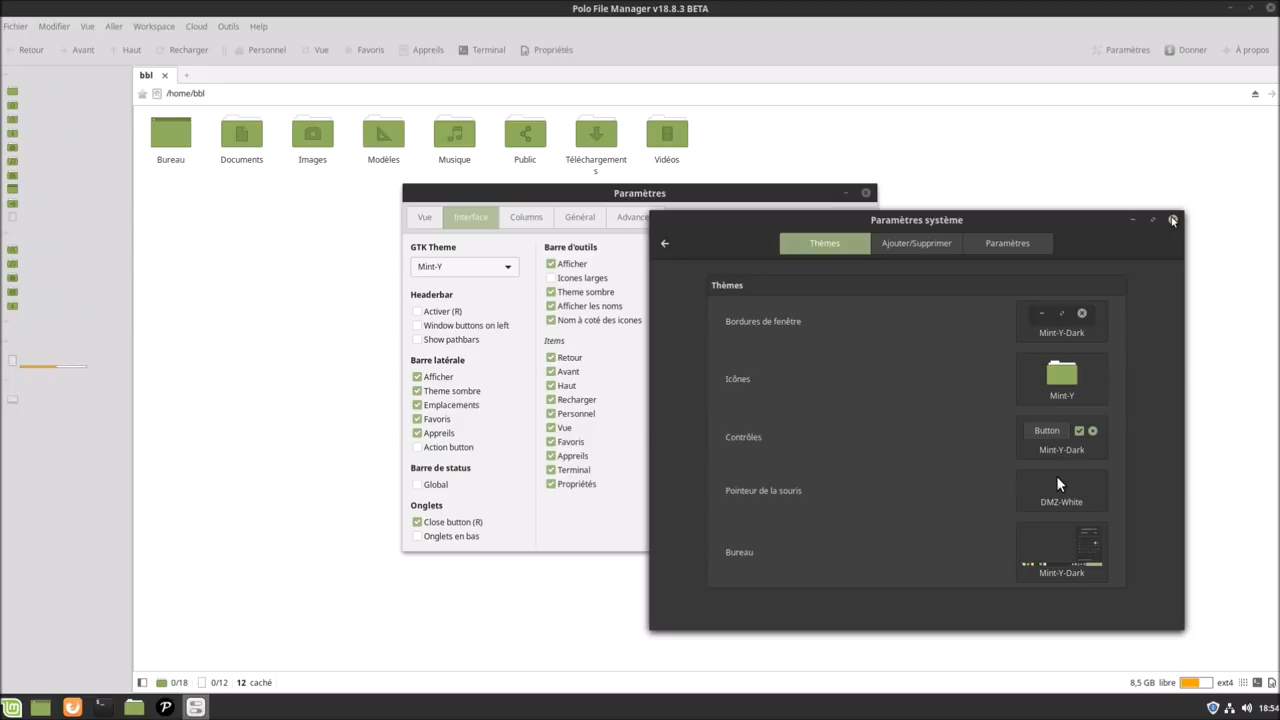 Polo File Manager v18.8.3 BETA
Fichier Modifier Vue Aller Workspace Cloud Outils Help
Retour Avant Haut Recharger Personnel Vue Favoris Appareils Terminal Propriétés Paramètres Donner À propos
bbl
/home/bbl
Bureau Documents Images Modèles Musique Public Téléchargements Vidéos
Paramètres
Vue Interface Columns Général Advanc
GTK Theme
Mint-Y
Headerbar
Activer (R)
Window buttons on left
Show pathbars
Barre latérale
Afficher
Theme sombre
Emplacements
Favoris
Appareils
Action button
Barre de status
Global
Onglets
Close button (R)
Onglets en bas
Barre d'outils
Afficher
Icones larges
Theme sombre
Afficher les noms
Nom à coté des icones
Items
Retour
Avant
Haut
Recharger
Personnel
Vue
Favoris
Appareils
Terminal
Propriétés
Paramètres système
Thèmes Ajouter/Supprimer Paramètres
Thèmes
Bordures de fenêtre
Mint-Y-Dark
Icônes
Mint-Y
Contrôles
Button
Mint-Y-Dark
Pointeur de la souris
DMZ-White
Bureau
Mint-Y-Dark
0/18 0/12 12 caché
8,5 GB libre ext4
18:54